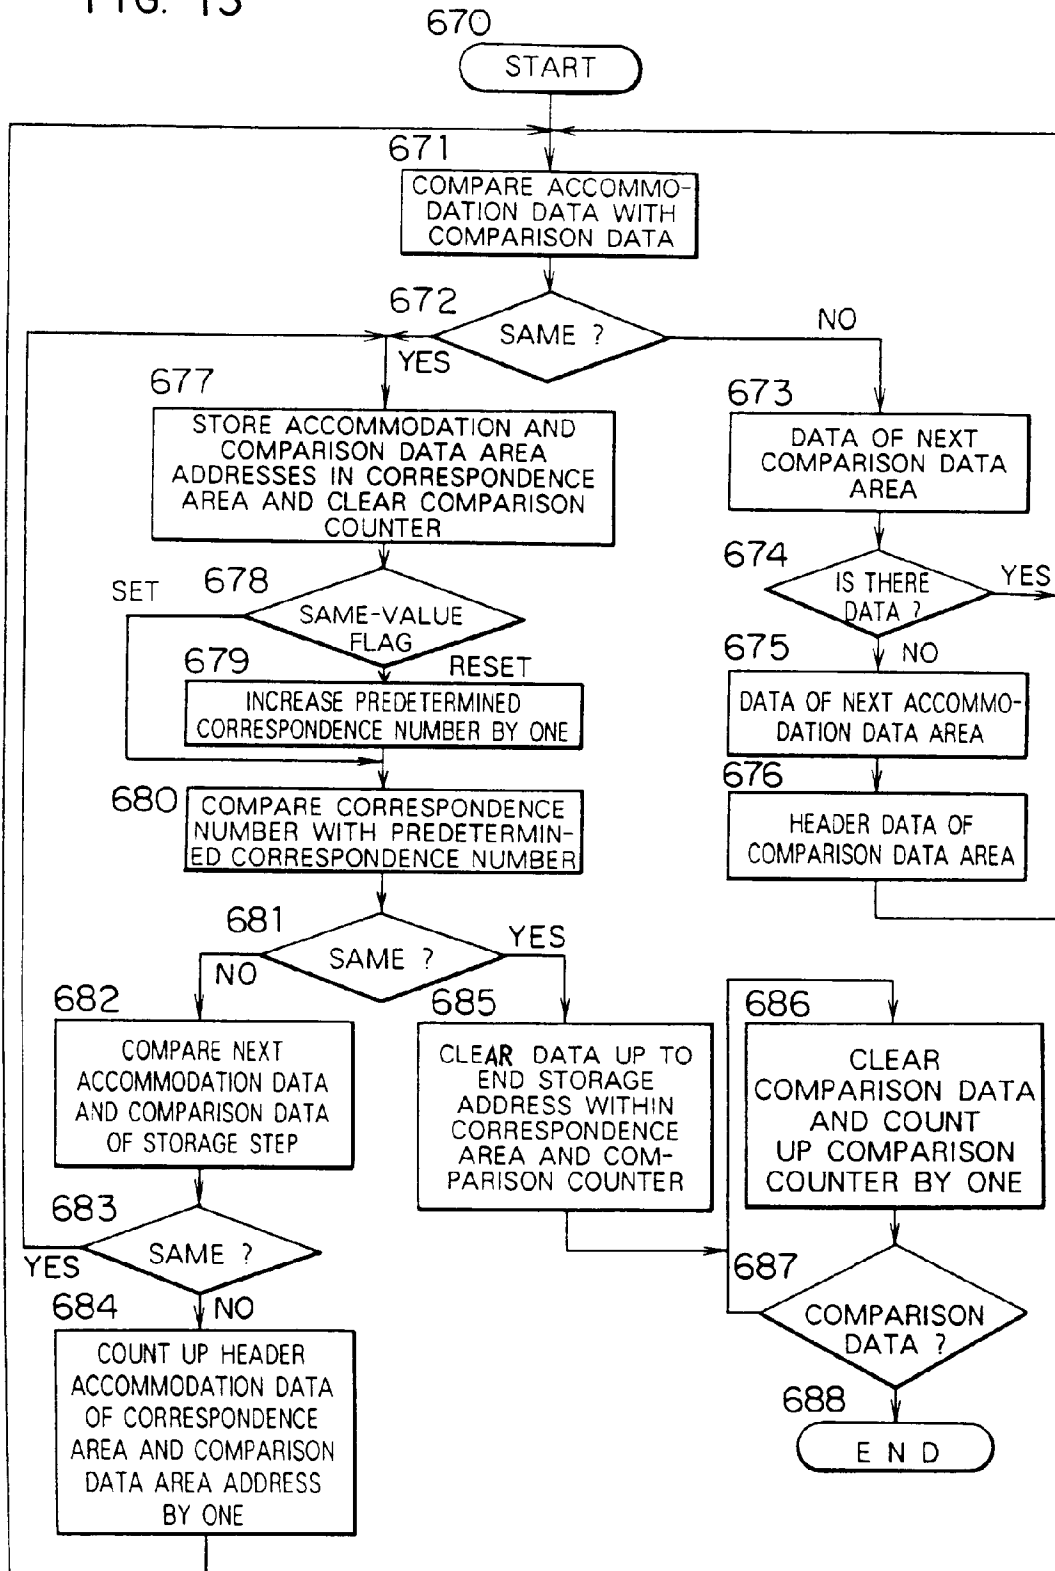 FIG. 13
670
START
671
COMPARE ACCOMMO-
DATION DATA WITH
COMPARISON DATA
672
SAME ?
NO
YES
677
STORE ACCOMMODATION AND
COMPARISON DATA AREA
ADDRESSES IN CORRESPONDENCE
AREA AND CLEAR COMPARISON
COUNTER
673
DATA OF NEXT
COMPARISON DATA
AREA
674
IS THERE
DATA ?
YES
NO
678
SET
SAME-VALUE
FLAG
RESET
679
INCREASE PREDETERMINED
CORRESPONDENCE NUMBER BY ONE
675
DATA OF NEXT ACCOMMO-
DATION DATA AREA
676
HEADER DATA OF
COMPARISON DATA AREA
680
COMPARE CORRESPONDENCE
NUMBER WITH PREDETERMIN-
ED CORRESPONDENCE NUMBER
681
SAME ?
YES
NO
682
COMPARE NEXT
ACCOMMODATION DATA
AND COMPARISON DATA
OF STORAGE STEP
683
SAME ?
YES
NO
684
COUNT UP HEADER
ACCOMMODATION DATA
OF CORRESPONDENCE
AREA AND COMPARISON
DATA AREA ADDRESS
BY ONE
685
CLEAR DATA UP TO
END STORAGE
ADDRESS WITHIN
CORRESPONDENCE
AREA AND COM-
PARISON COUNTER
686
CLEAR
COMPARISON DATA
AND COUNT
UP COMPARISON
COUNTER BY ONE
687
COMPARISON
DATA ?
688
END